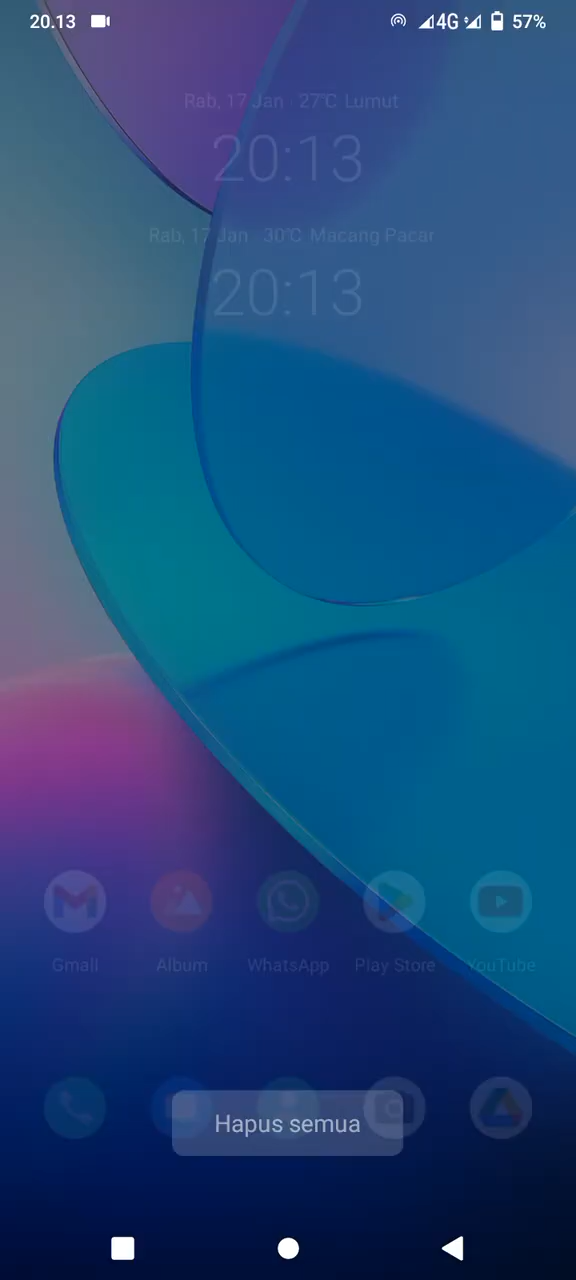 20.13 4G 57%
Rab, 17 Jan · 27°C Lumut
20:13
Rab, 17 Jan · 30°C Macang Pacar
20:13
Gmail Album WhatsApp Play Store YouTube
Hapus semua